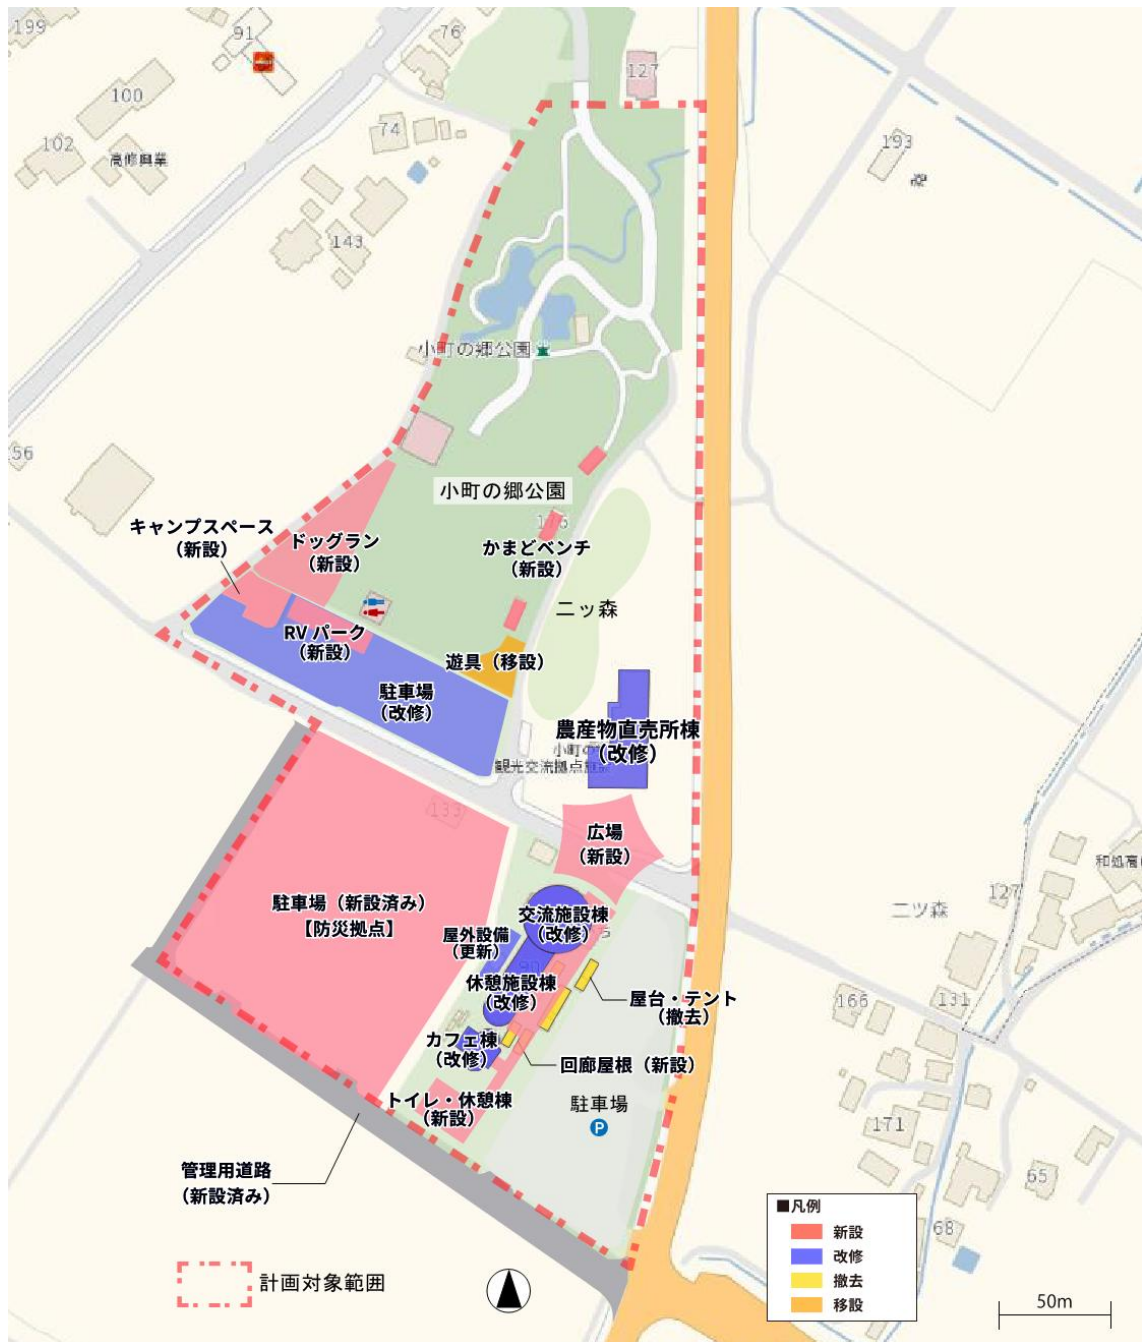 199
91
76
127
100
102
高修興業
74
143
193
小町の郷公園
56
小町の郷公園
キャンプスペース
（新設）
ドッグラン
（新設）
かまどベンチ
（新設）
二ッ森
RV パーク
（新設）
遊具（移設）
駐車場
（改修）
農産物直売所棟
（改修）
観光交流拠点施設
133
広場
（新設）
和処高
127
二ッ森
駐車場（新設済み）
【防災拠点】
交流施設棟
（改修）
屋外設備
（更新）
休憩施設棟
（改修）
屋台・テント
（撤去）
166
131
カフェ棟
（改修）
回廊屋根（新設）
トイレ・休憩棟
（新設）
駐車場
P
171
管理用道路
（新設済み）
65
68
■凡例
新設
改修
撤去
移設
計画対象範囲
50m